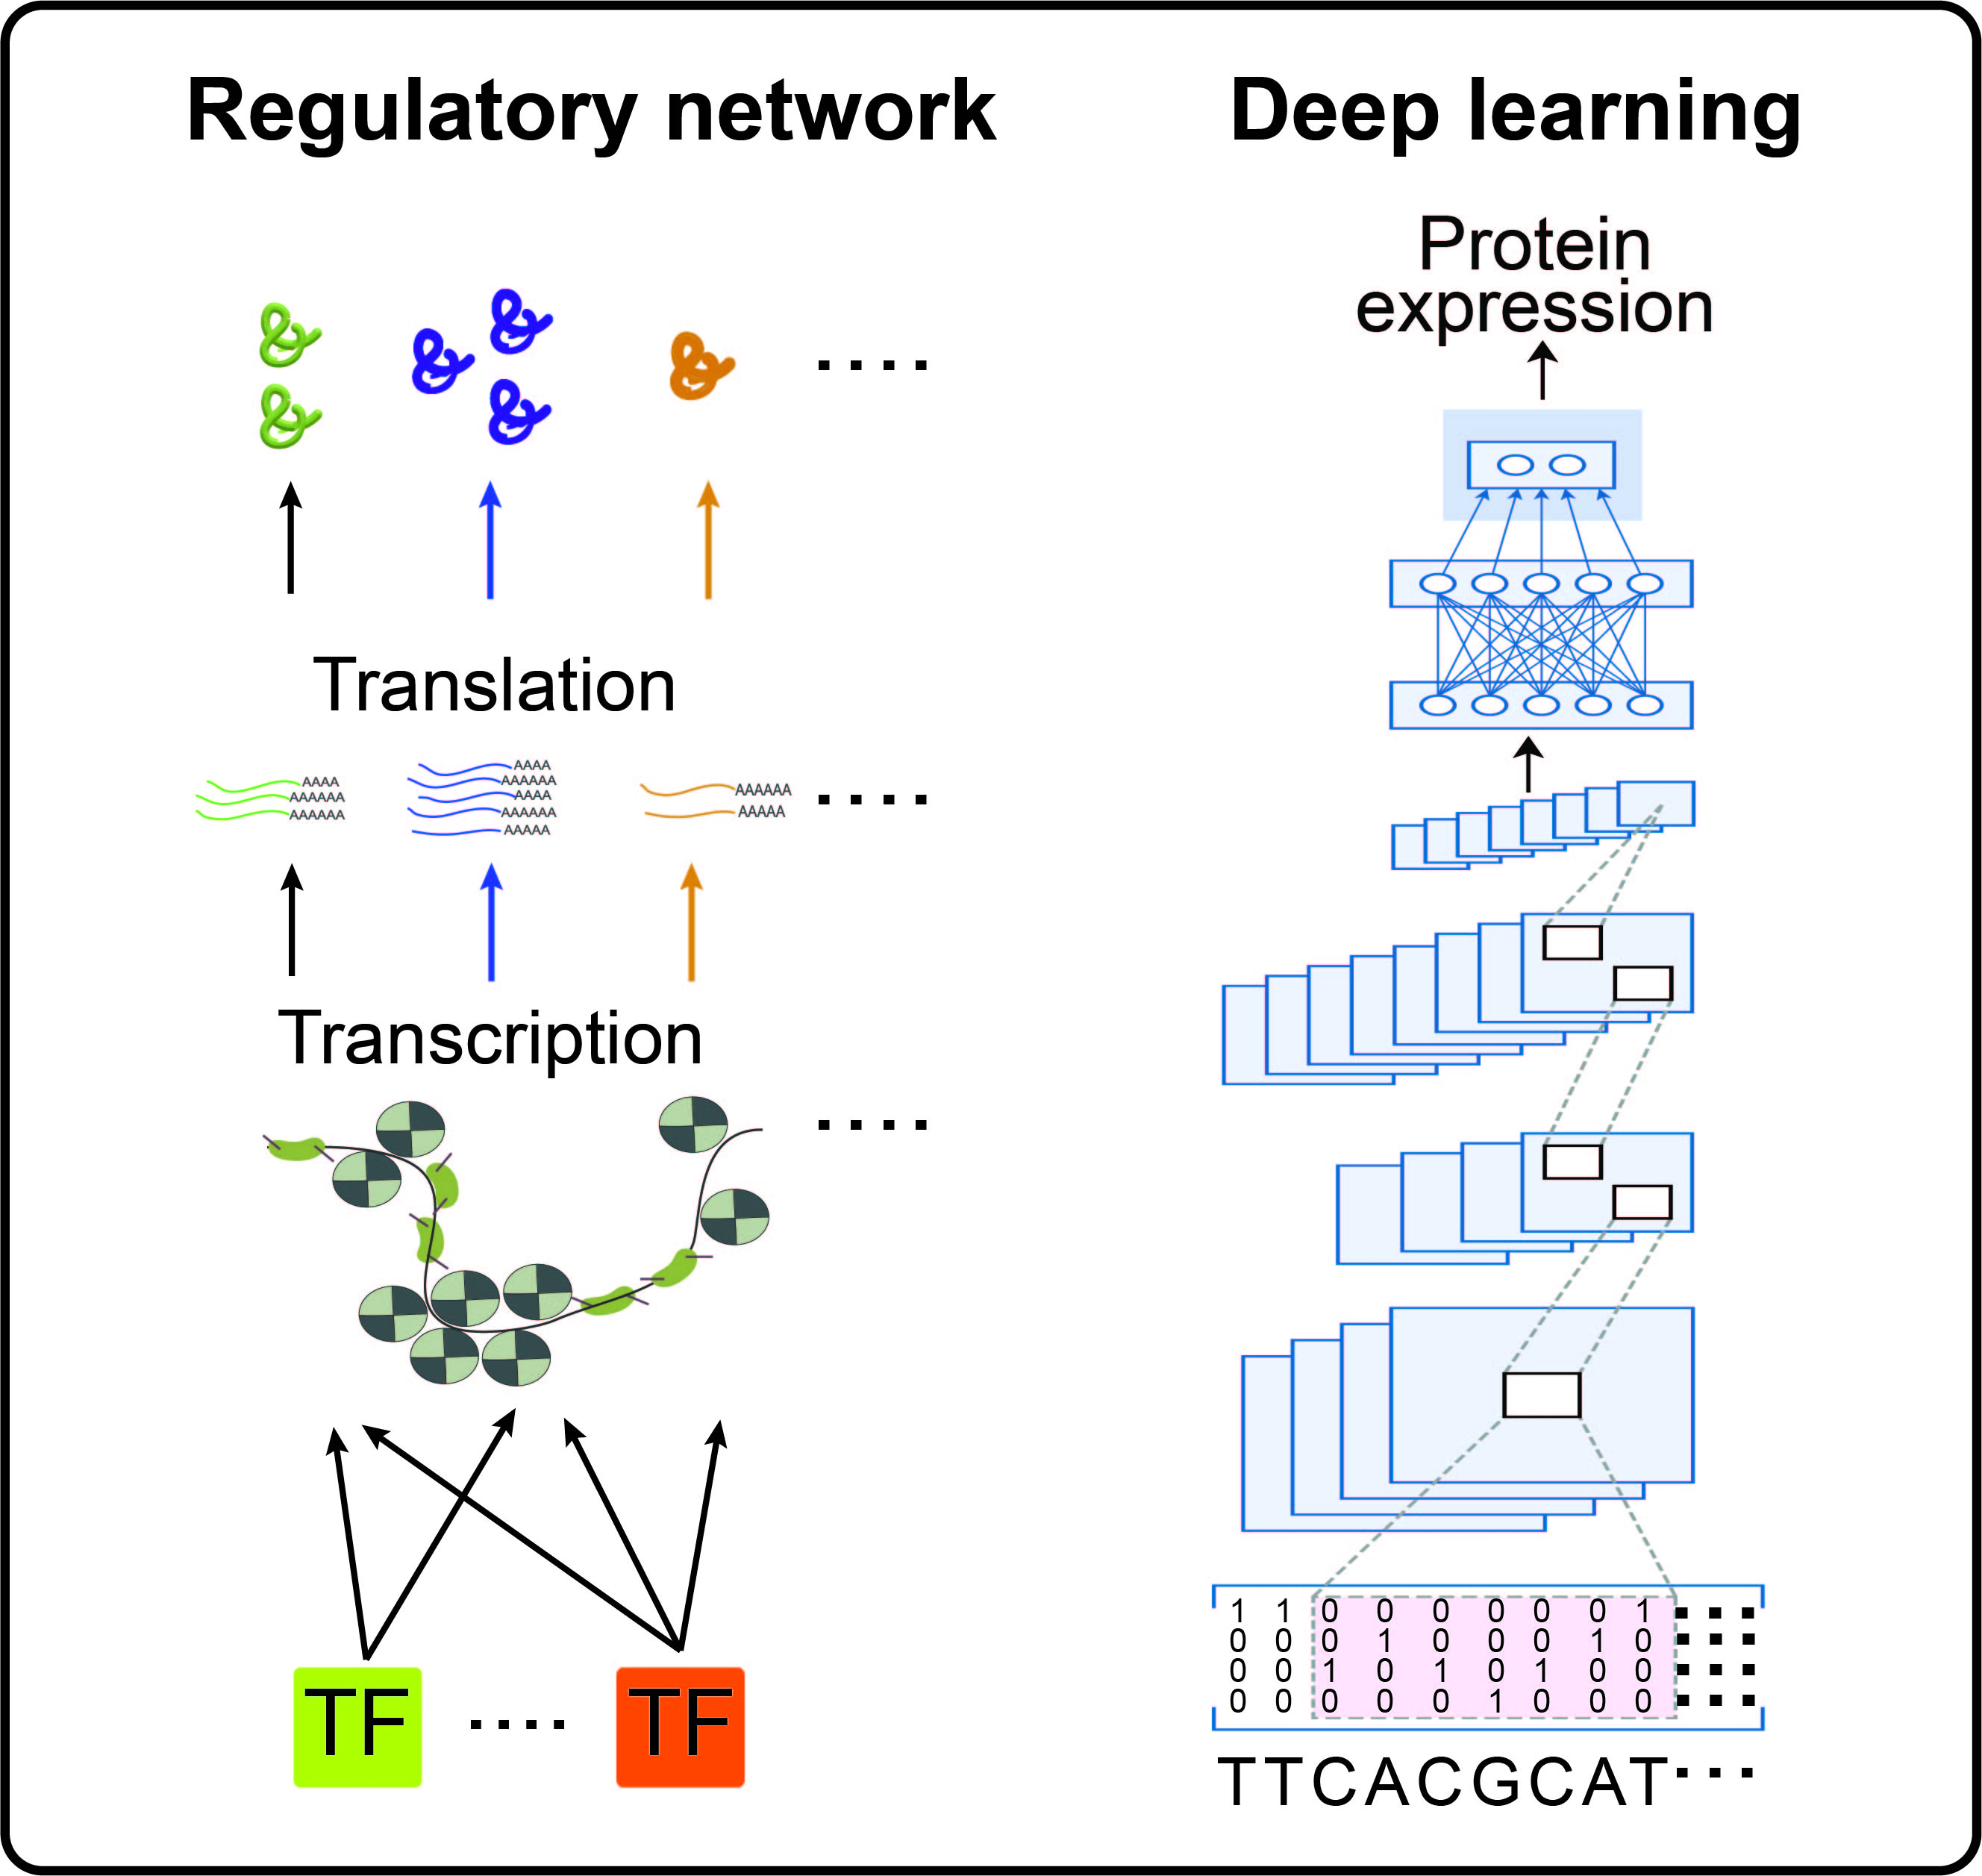 Regulatory network
Translation
AAAA
AAAAAA
AAAAAA
AAAA
AAAAAA
AAAA
AAAAAA
AAAAA
AAAAAA
AAAAA
Transcription
TF
TF
Deep learning
Protein
expression
1 1 0 0 0 0 0 0 1
0 0 0 1 0 0 0 1 0
0 0 1 0 1 0 1 0 0
0 0 0 0 0 1 0 0 0
TTCACGCAT...